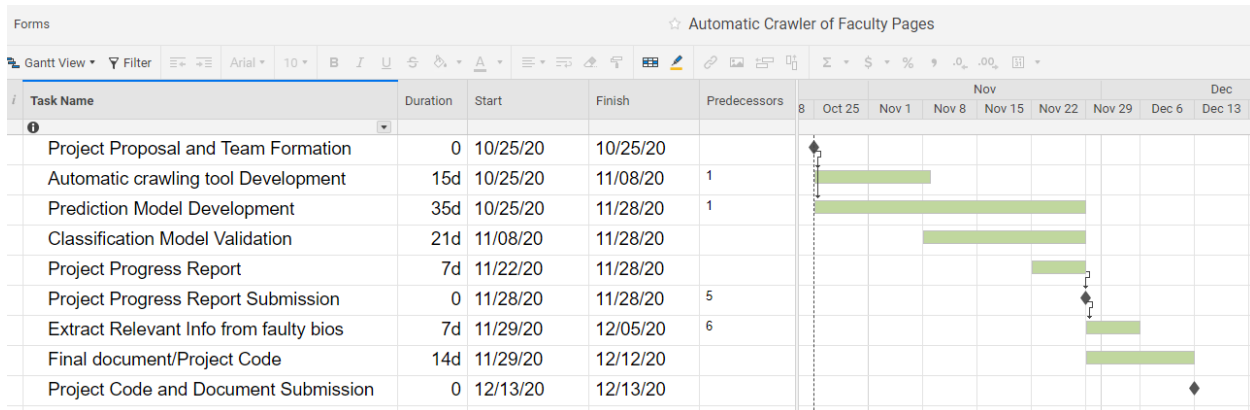 Forms
Automatic Crawler of Faculty Pages
Gantt View Filter Arial 10 B I U S A Σ $ % , .0 .00
i Task Name Duration Start Finish Predecessors
Nov Dec
8 Oct 25 Nov 1 Nov 8 Nov 15 Nov 22 Nov 29 Dec 6 Dec 13
Project Proposal and Team Formation 0 10/25/20 10/25/20
Automatic crawling tool Development 15d 10/25/20 11/08/20 1
Prediction Model Development 35d 10/25/20 11/28/20 1
Classification Model Validation 21d 11/08/20 11/28/20
Project Progress Report 7d 11/22/20 11/28/20
Project Progress Report Submission 0 11/28/20 11/28/20 5
Extract Relevant Info from faulty bios 7d 11/29/20 12/05/20 6
Final document/Project Code 14d 11/29/20 12/12/20
Project Code and Document Submission 0 12/13/20 12/13/20